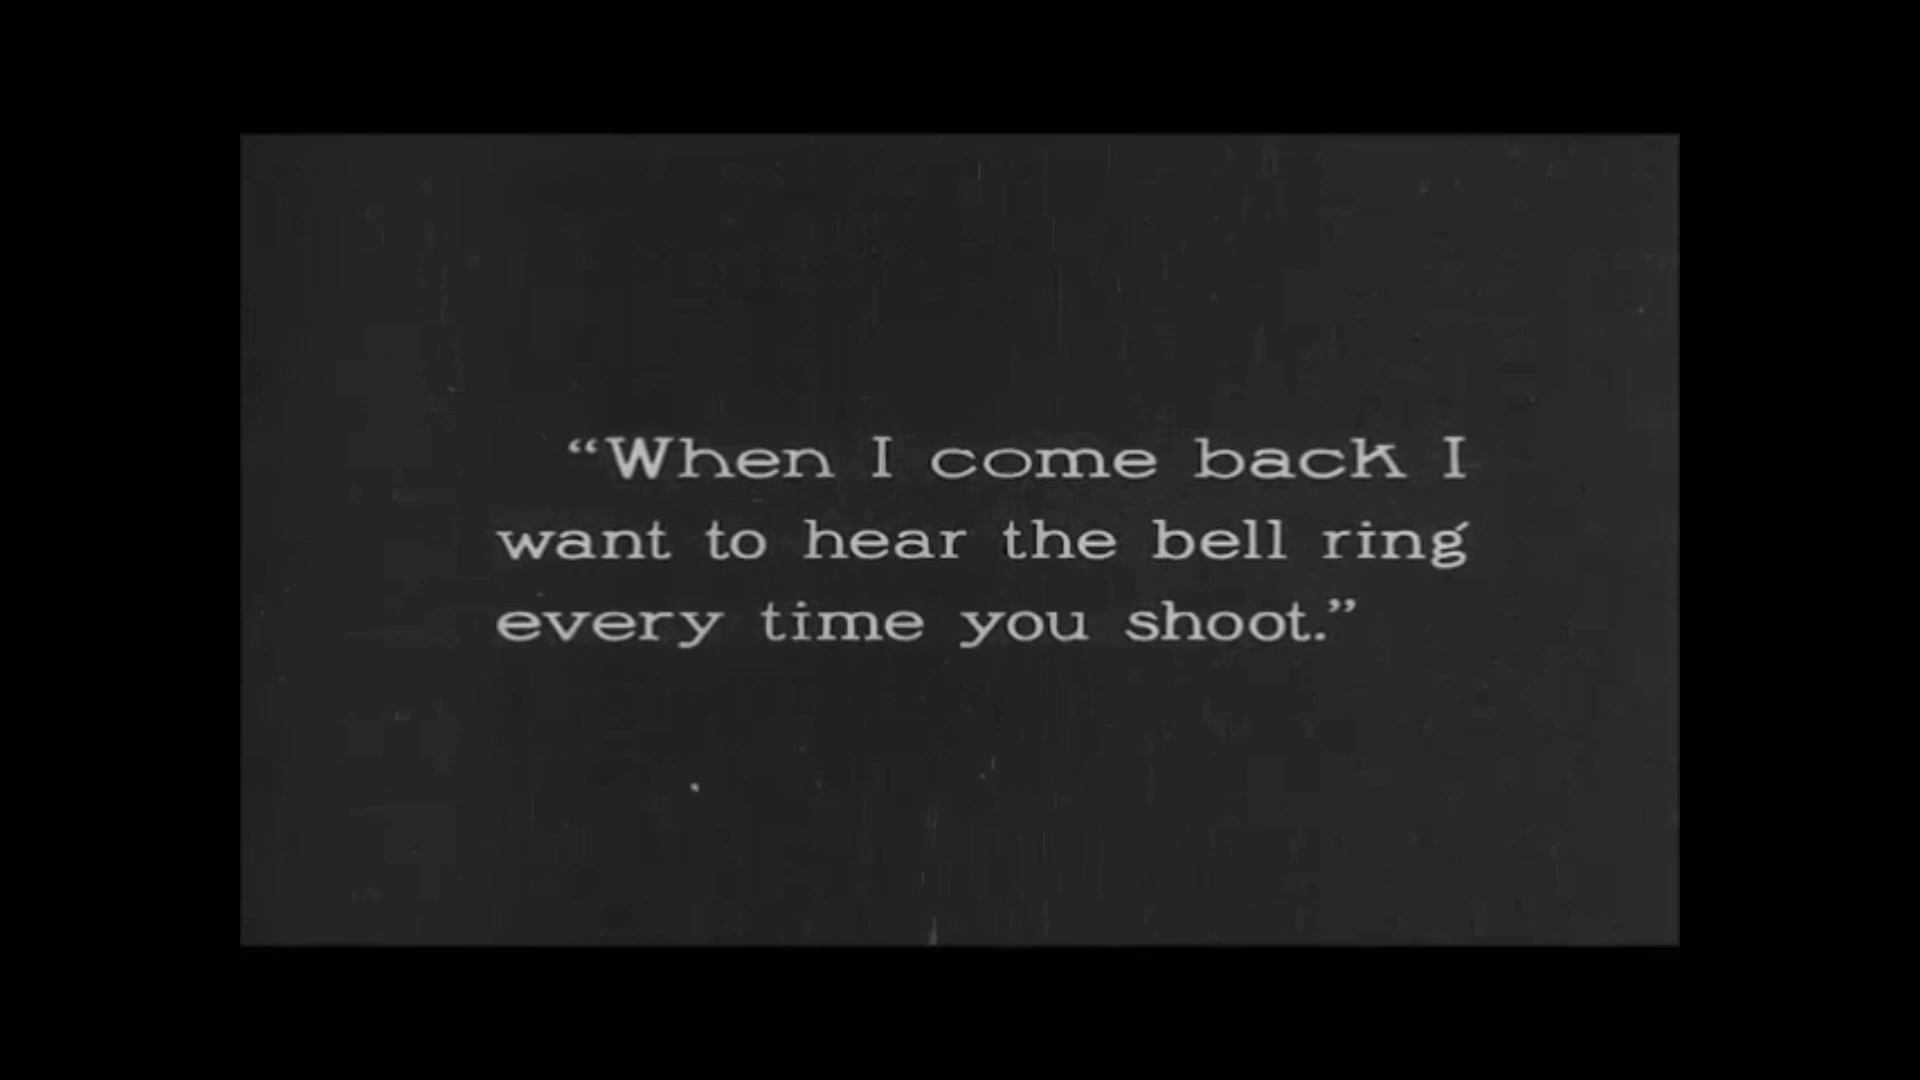 “When I come back I
want to hear the bell ring
every time you shoot.”